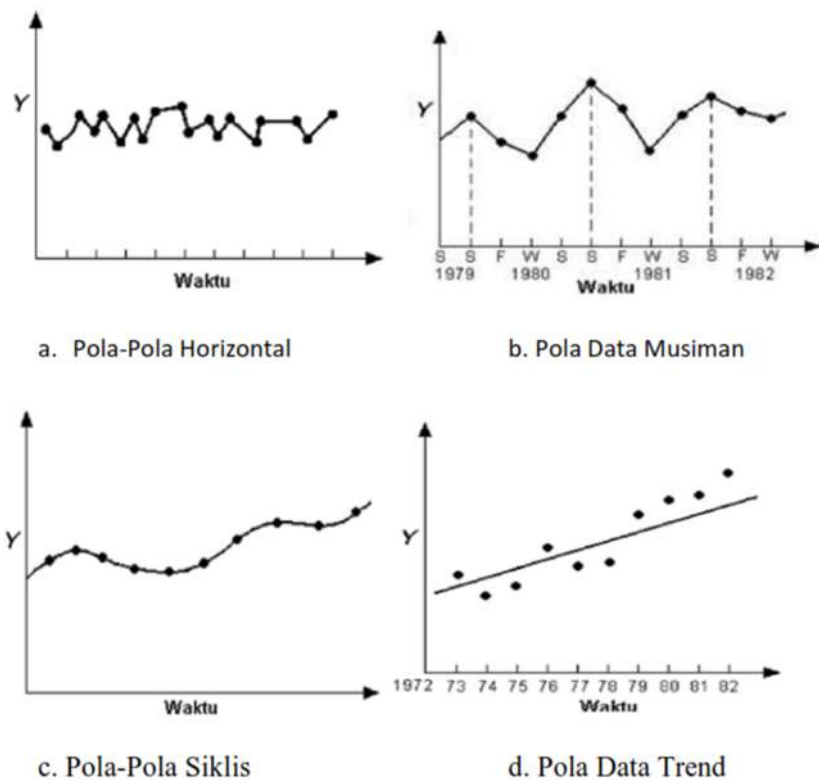 Y
Waktu
a. Pola-Pola Horizontal
Y
S S F W S S F W S S F W
1979 1980 1981 1982
Waktu
b. Pola Data Musiman
Y
Waktu
c. Pola-Pola Siklis
Y
1972 73 74 75 76 77 78 79 80 81 82
Waktu
d. Pola Data Trend